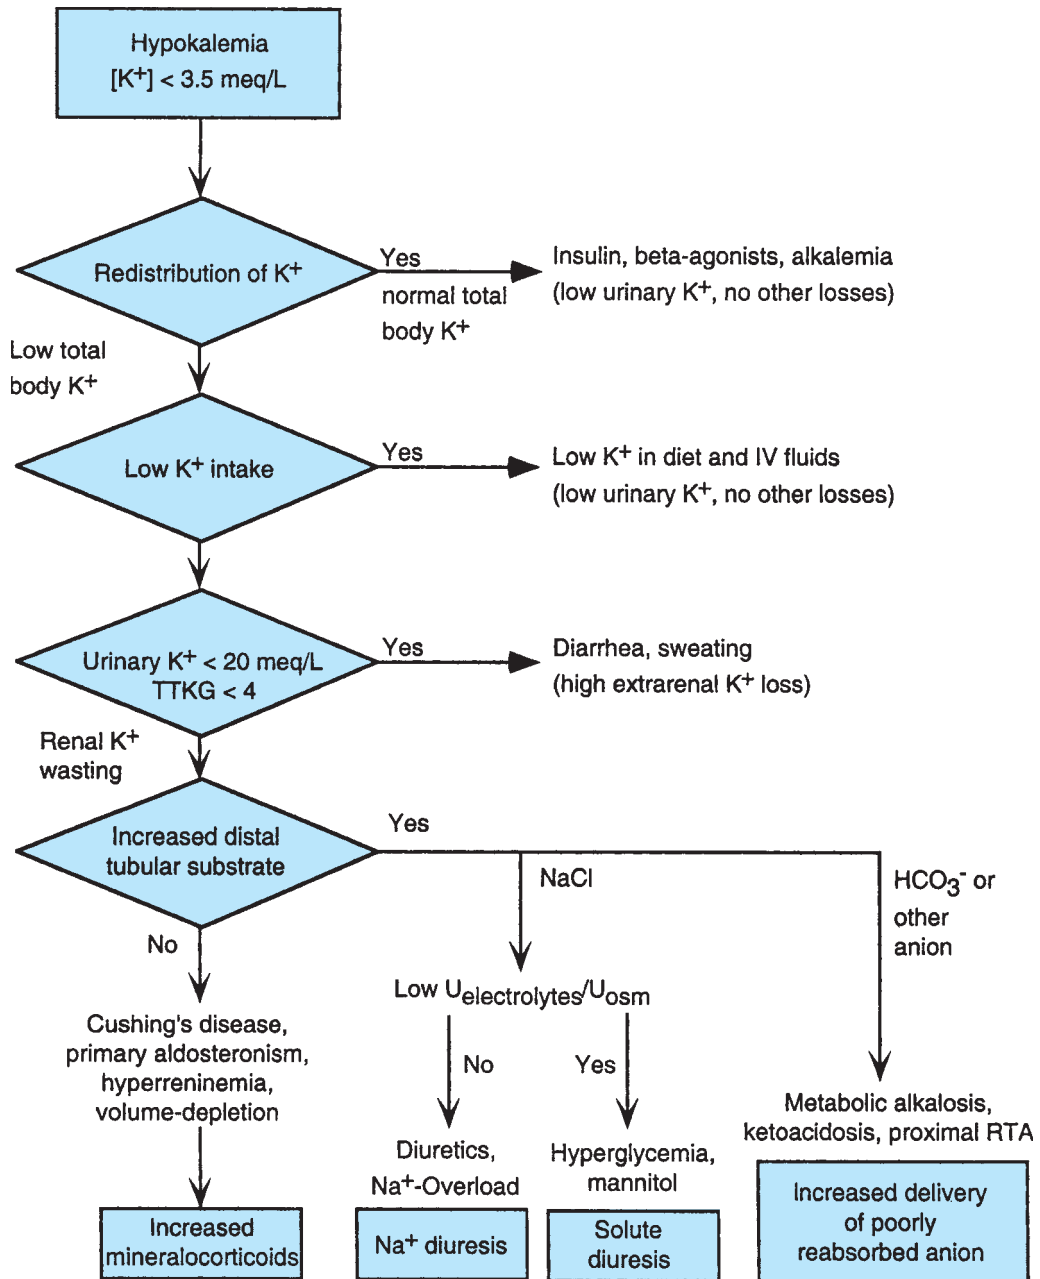 Hypokalemia
[K+] < 3.5 meq/L
Redistribution of K+
Yes
normal total
body K+
Insulin, beta-agonists, alkalemia
(low urinary K+, no other losses)
Low total
body K+
Low K+ intake
Yes
Low K+ in diet and IV fluids
(low urinary K+, no other losses)
Urinary K+ < 20 meq/L
TTKG < 4
Yes
Diarrhea, sweating
(high extrarenal K+ loss)
Renal K+
wasting
Increased distal
tubular substrate
Yes
NaCl
HCO3- or
other
anion
No
Low Uelectrolytes/Uosm
Cushing's disease,
primary aldosteronism,
hyperreninemia,
volume-depletion
No
Yes
Diuretics,
Na+-Overload
Hyperglycemia,
mannitol
Metabolic alkalosis,
ketoacidosis, proximal RTA
Increased
mineralocorticoids
Na+ diuresis
Solute
diuresis
Increased delivery
of poorly
reabsorbed anion